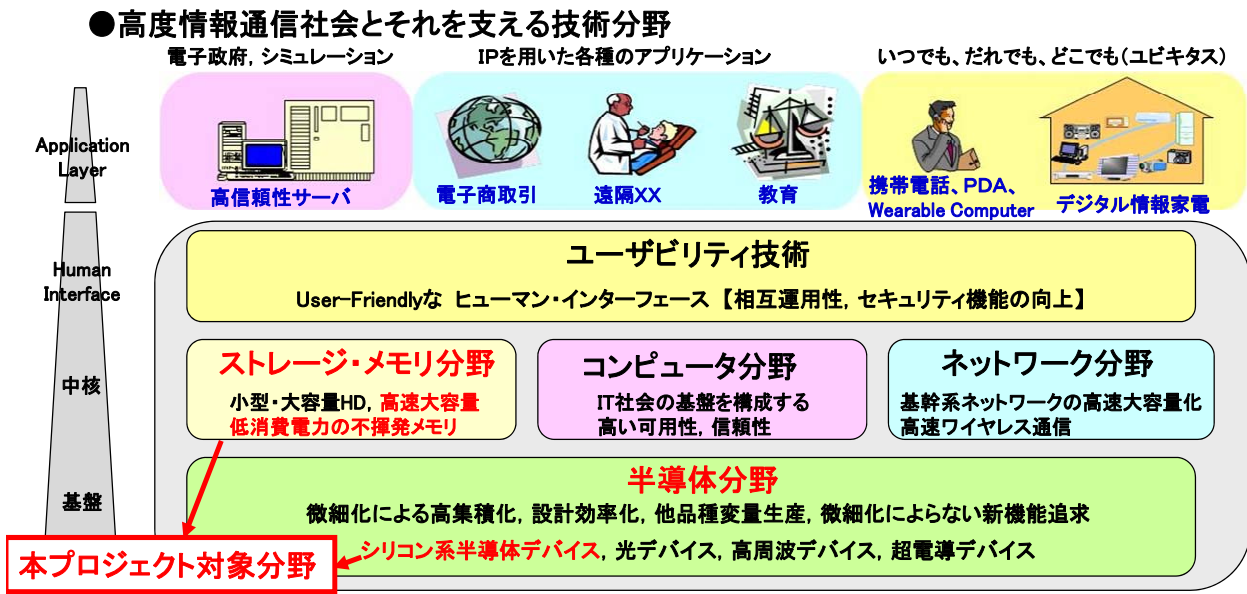 ●高度情報通信社会とそれを支える技術分野
電子政府, シミュレーション
IPを用いた各種のアプリケーション
いつでも、だれでも、どこでも(ユビキタス)
Application
Layer
高信頼性サーバ
電子商取引
遠隔XX
教育
携帯電話、PDA、
Wearable Computer
デジタル情報家電
Human
Interface
ユーザビリティ技術
User-Friendlyな ヒューマン・インターフェース 【相互運用性, セキュリティ機能の向上】
中核
ストレージ・メモリ分野
小型・大容量HD, 高速大容量
低消費電力の不揮発メモリ
コンピュータ分野
IT社会の基盤を構成する
高い可用性, 信頼性
ネットワーク分野
基幹系ネットワークの高速大容量化
高速ワイヤレス通信
基盤
半導体分野
微細化による高集積化, 設計効率化, 他品種変量生産, 微細化によらない新機能追求
シリコン系半導体デバイス, 光デバイス, 高周波デバイス, 超電導デバイス
本プロジェクト対象分野